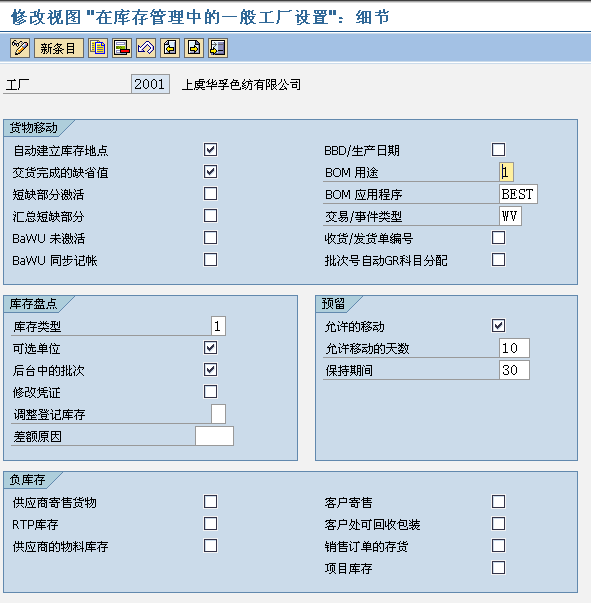 修改视图 "在库存管理中的一般工厂设置"：细节
新条目
工厂 2001 上虞华孚色纺有限公司
货物移动
自动建立库存地点 BBD/生产日期
交货完成的缺省值 BOM 用途 1
短缺部分激活 BOM 应用程序 BEST
汇总短缺部分 交易/事件类型 WV
BaWU 未激活 收货/发货单编号
BaWU 同步记帐 批次号自动GR科目分配
库存盘点
库存类型 1
可选单位
后台中的批次
修改凭证
调整登记库存
差额原因
预留
允许的移动
允许移动的天数 10
保持期间 30
负库存
供应商寄售货物 客户寄售
RTP库存 客户处可回收包装
供应商的物料库存 销售订单的存货
项目库存